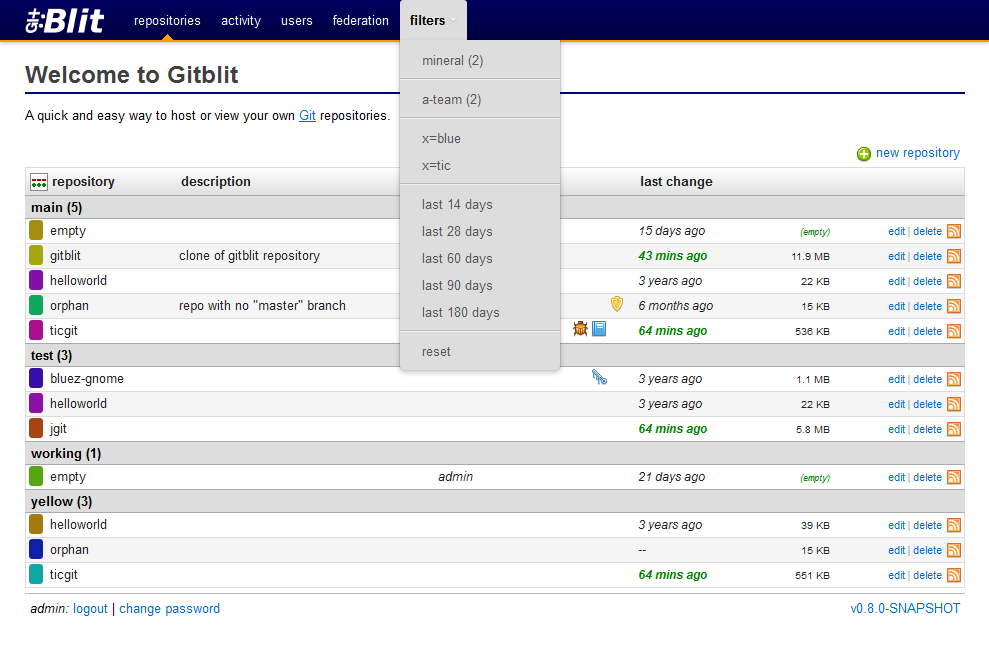 git:Blit repositories activity users federation filters
mineral (2)
a-team (2)
x=blue
x=tic
last 14 days
last 28 days
last 60 days
last 90 days
last 180 days
reset
Welcome to Gitblit
A quick and easy way to host or view your own Git repositories.
new repository
repository description last change
main (5)
empty 15 days ago (empty) edit | delete
gitblit clone of gitblit repository 43 mins ago 11.9 MB edit | delete
helloworld 3 years ago 22 KB edit | delete
orphan repo with no "master" branch 6 months ago 15 KB edit | delete
ticgit 64 mins ago 536 KB edit | delete
test (3)
bluez-gnome 3 years ago 1.1 MB edit | delete
helloworld 3 years ago 22 KB edit | delete
jgit 64 mins ago 5.8 MB edit | delete
working (1)
empty admin 21 days ago (empty) edit | delete
yellow (3)
helloworld 3 years ago 39 KB edit | delete
orphan -- 15 KB edit | delete
ticgit 64 mins ago 551 KB edit | delete
admin: logout | change password v0.8.0-SNAPSHOT